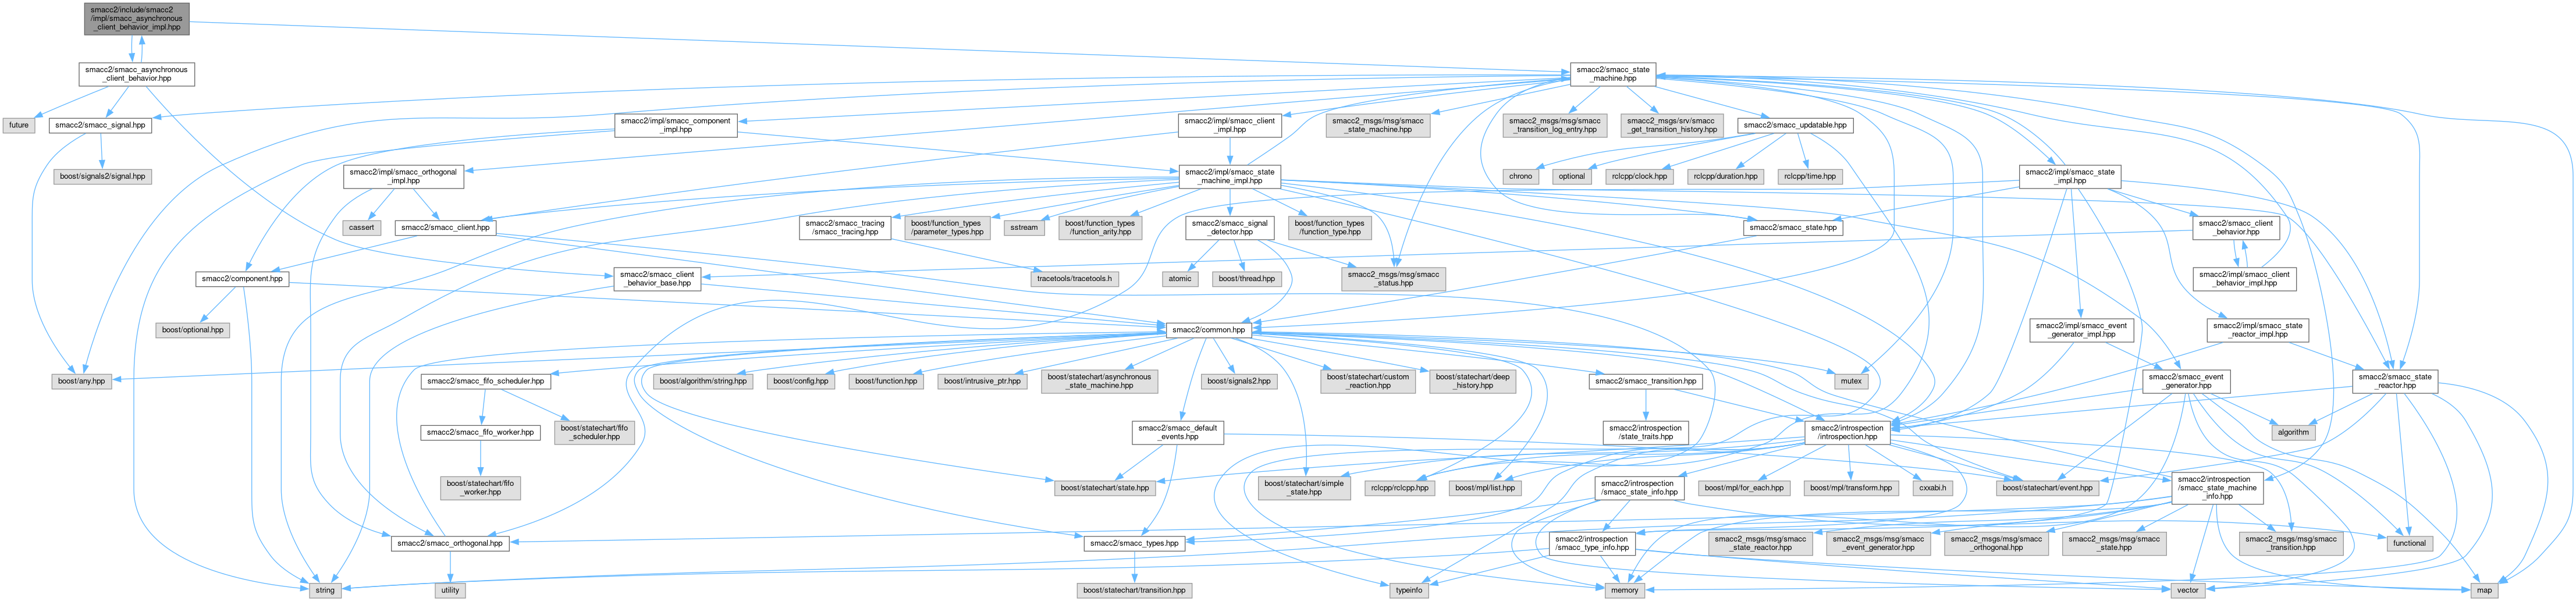 smacc2/include/smacc2
/impl/smacc_asynchronous
_client_behavior_impl.hpp
smacc2/smacc_asynchronous
_client_behavior.hpp
smacc2/smacc_state
_machine.hpp
future
smacc2/smacc_signal.hpp
smacc2/impl/smacc_component
_impl.hpp
smacc2/impl/smacc_client
_impl.hpp
smacc2_msgs/msg/smacc
_state_machine.hpp
smacc2_msgs/msg/smacc
_transition_log_entry.hpp
smacc2_msgs/srv/smacc
_get_transition_history.hpp
smacc2/smacc_updatable.hpp
boost/signals2/signal.hpp
smacc2/impl/smacc_orthogonal
_impl.hpp
smacc2/impl/smacc_state
_machine_impl.hpp
chrono
optional
rclcpp/clock.hpp
rclcpp/duration.hpp
rclcpp/time.hpp
smacc2/impl/smacc_state
_impl.hpp
cassert
smacc2/smacc_client.hpp
smacc2/smacc_tracing
/smacc_tracing.hpp
boost/function_types
/parameter_types.hpp
sstream
boost/function_types
/function_arity.hpp
smacc2/smacc_signal
_detector.hpp
boost/function_types
/function_type.hpp
smacc2/smacc_state.hpp
smacc2/smacc_client
_behavior.hpp
smacc2/component.hpp
smacc2/smacc_client
_behavior_base.hpp
tracetools/tracetools.h
atomic
boost/thread.hpp
smacc2_msgs/msg/smacc
_status.hpp
smacc2/impl/smacc_client
_behavior_impl.hpp
boost/optional.hpp
smacc2/common.hpp
smacc2/impl/smacc_event
_generator_impl.hpp
smacc2/impl/smacc_state
_reactor_impl.hpp
boost/any.hpp
smacc2/smacc_fifo_scheduler.hpp
boost/algorithm/string.hpp
boost/config.hpp
boost/function.hpp
boost/intrusive_ptr.hpp
boost/statechart/asynchronous
_state_machine.hpp
boost/signals2.hpp
boost/statechart/custom
_reaction.hpp
boost/statechart/deep
_history.hpp
smacc2/smacc_transition.hpp
mutex
smacc2/smacc_event
_generator.hpp
smacc2/smacc_state
_reactor.hpp
smacc2/smacc_fifo_worker.hpp
boost/statechart/fifo
_scheduler.hpp
smacc2/smacc_default
_events.hpp
smacc2/introspection
/state_traits.hpp
smacc2/introspection
/introspection.hpp
algorithm
boost/statechart/fifo
_worker.hpp
boost/statechart/state.hpp
boost/statechart/simple
_state.hpp
rclcpp/rclcpp.hpp
boost/mpl/list.hpp
smacc2/introspection
/smacc_state_info.hpp
boost/mpl/for_each.hpp
boost/mpl/transform.hpp
cxxabi.h
boost/statechart/event.hpp
smacc2/introspection
/smacc_state_machine
_info.hpp
smacc2/smacc_orthogonal.hpp
smacc2/smacc_types.hpp
smacc2/introspection
/smacc_type_info.hpp
smacc2_msgs/msg/smacc
_state_reactor.hpp
smacc2_msgs/msg/smacc
_event_generator.hpp
smacc2_msgs/msg/smacc
_orthogonal.hpp
smacc2_msgs/msg/smacc
_state.hpp
smacc2_msgs/msg/smacc
_transition.hpp
functional
string
utility
boost/statechart/transition.hpp
typeinfo
memory
vector
map